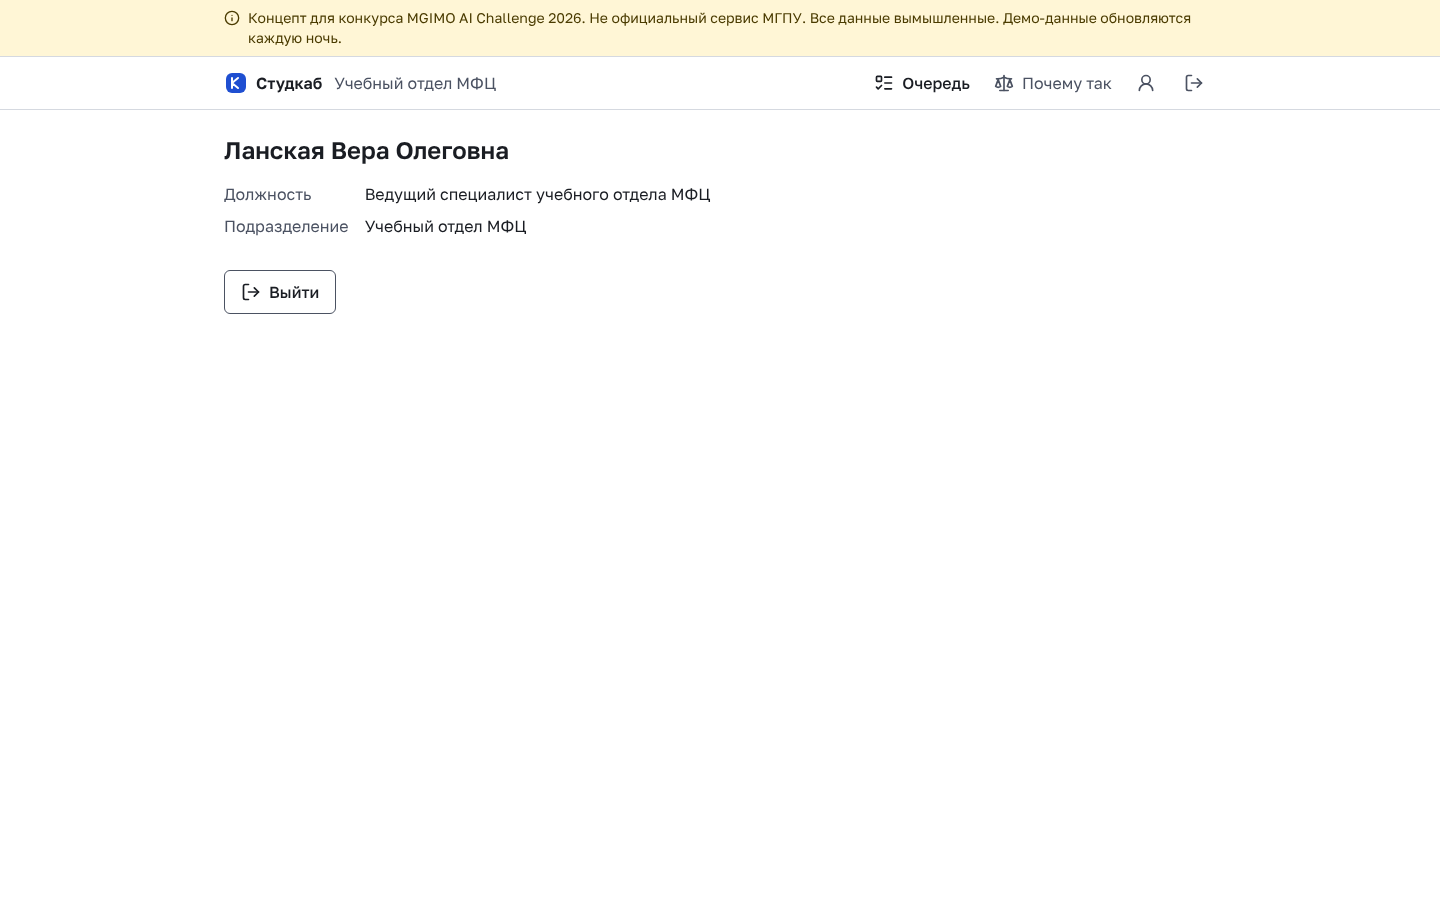 Концепт для конкурса MGIMO AI Challenge 2026. Не официальный сервис МГПУ. Все данные вымышленные. Демо-данные обновляются
каждую ночь.
Студкаб Учебный отдел МФЦ Очередь Почему так
Ланская Вера Олеговна
Должность Ведущий специалист учебного отдела МФЦ
Подразделение Учебный отдел МФЦ
Выйти